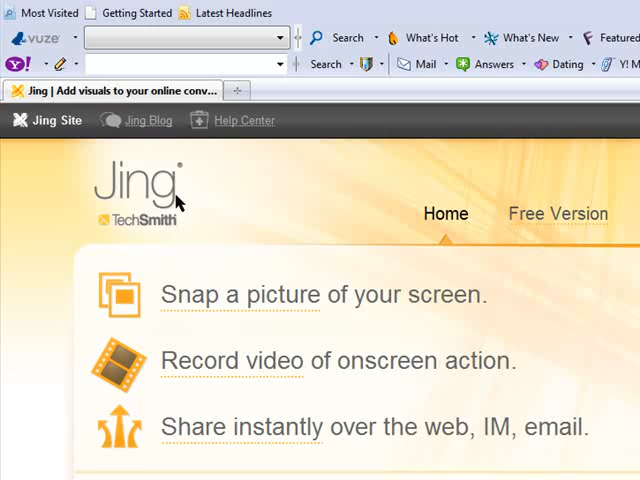 Most Visited Getting Started Latest Headlines
vuze Search What's Hot What's New Featured
Y! Search Mail Answers Dating Y! M
Jing | Add visuals to your online conv...
Jing Site Jing Blog Help Center
Jing
TechSmith
Home Free Version
Snap a picture of your screen.
Record video of onscreen action.
Share instantly over the web, IM, email.